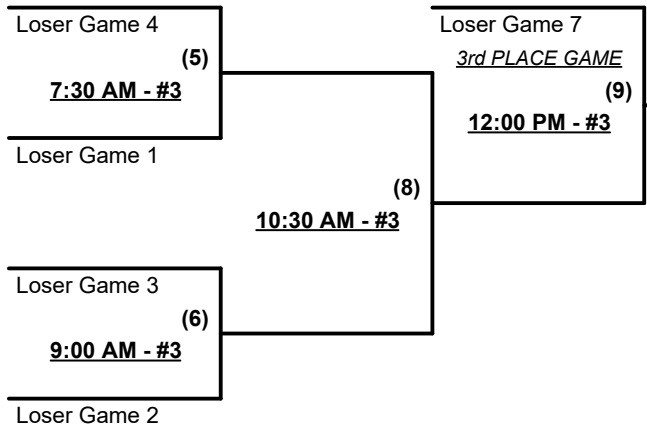 Loser Game 4
(5)
7:30 AM - #3
Loser Game 1
Loser Game 7
3rd PLACE GAME
(9)
12:00 PM - #3
(8)
10:30 AM - #3
Loser Game 3
(6)
9:00 AM - #3
Loser Game 2